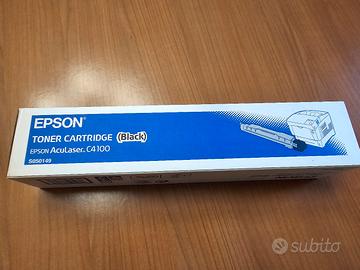 EPSON
TONER CARTRIDGE (Black)
EPSON AcuLaser C4100
S050149
subito